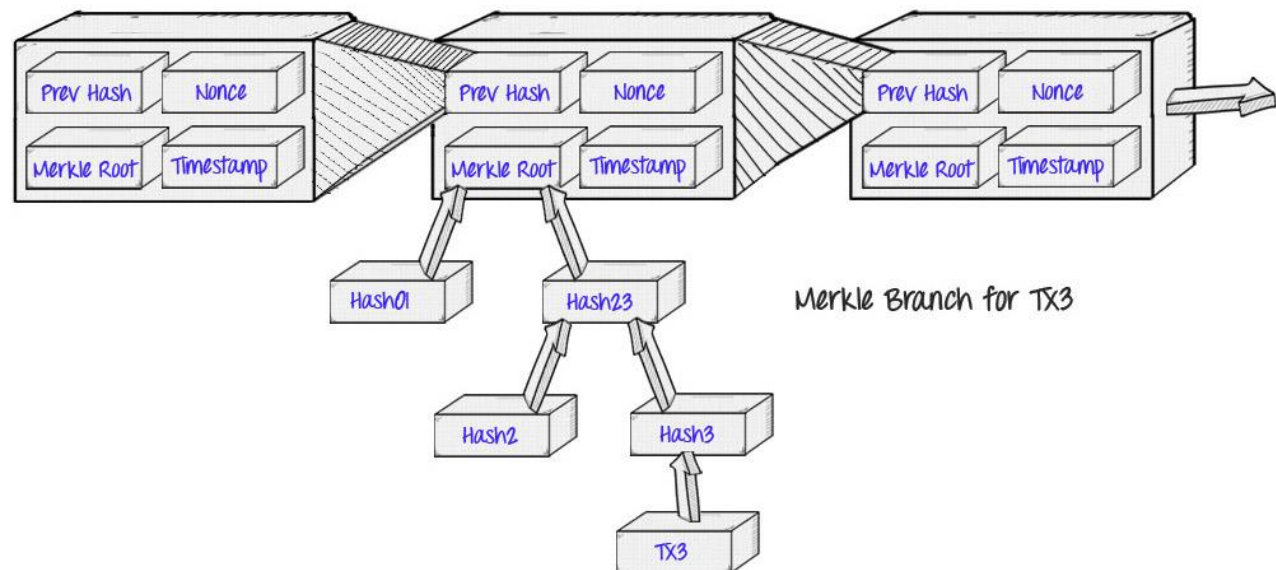 Prev Hash Nonce Prev Hash Nonce Prev Hash Nonce
Merkle Root Timestamp Merkle Root Timestamp Merkle Root Timestamp
Hash01 Hash23
Merkle Branch for TX3
Hash2 Hash3
TX3